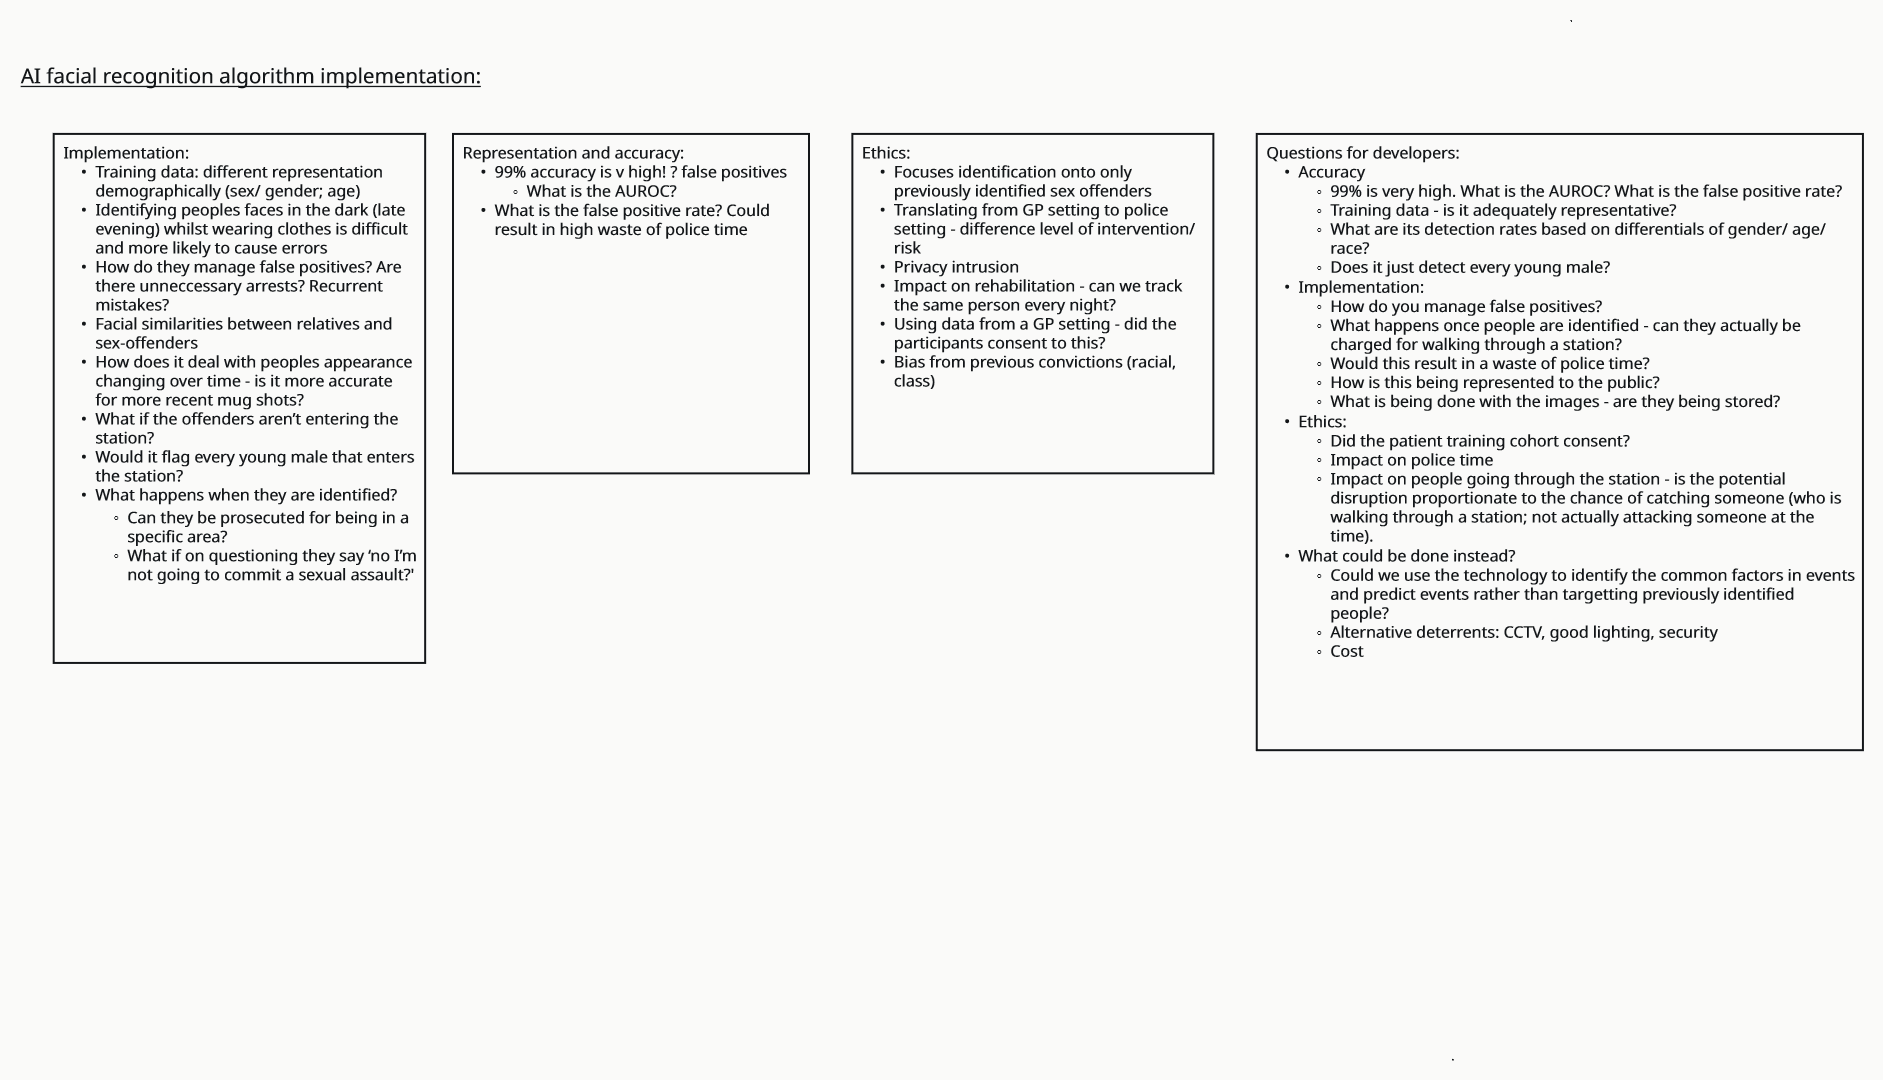 AI facial recognition algorithm implementation:
Implementation:
• Training data: different representation
demographically (sex/ gender; age)
• Identifying peoples faces in the dark (late
evening) whilst wearing clothes is difficult
and more likely to cause errors
• How do they manage false positives? Are
there unneccessary arrests? Recurrent
mistakes?
• Facial similarities between relatives and
sex-offenders
• How does it deal with peoples appearance
changing over time - is it more accurate
for more recent mug shots?
• What if the offenders aren’t entering the
station?
• Would it flag every young male that enters
the station?
• What happens when they are identified?
◦ Can they be prosecuted for being in a
specific area?
◦ What if on questioning they say ‘no I’m
not going to commit a sexual assault?'
Representation and accuracy:
• 99% accuracy is v high! ? false positives
◦ What is the AUROC?
• What is the false positive rate? Could
result in high waste of police time
Ethics:
• Focuses identification onto only
previously identified sex offenders
• Translating from GP setting to police
setting - difference level of intervention/
risk
• Privacy intrusion
• Impact on rehabilitation - can we track
the same person every night?
• Using data from a GP setting - did the
participants consent to this?
• Bias from previous convictions (racial,
class)
Questions for developers:
• Accuracy
◦ 99% is very high. What is the AUROC? What is the false positive rate?
◦ Training data - is it adequately representative?
◦ What are its detection rates based on differentials of gender/ age/
race?
◦ Does it just detect every young male?
• Implementation:
◦ How do you manage false positives?
◦ What happens once people are identified - can they actually be
charged for walking through a station?
◦ Would this result in a waste of police time?
◦ How is this being represented to the public?
◦ What is being done with the images - are they being stored?
• Ethics:
◦ Did the patient training cohort consent?
◦ Impact on police time
◦ Impact on people going through the station - is the potential
disruption proportionate to the chance of catching someone (who is
walking through a station; not actually attacking someone at the
time).
• What could be done instead?
◦ Could we use the technology to identify the common factors in events
and predict events rather than targetting previously identified
people?
◦ Alternative deterrents: CCTV, good lighting, security
◦ Cost